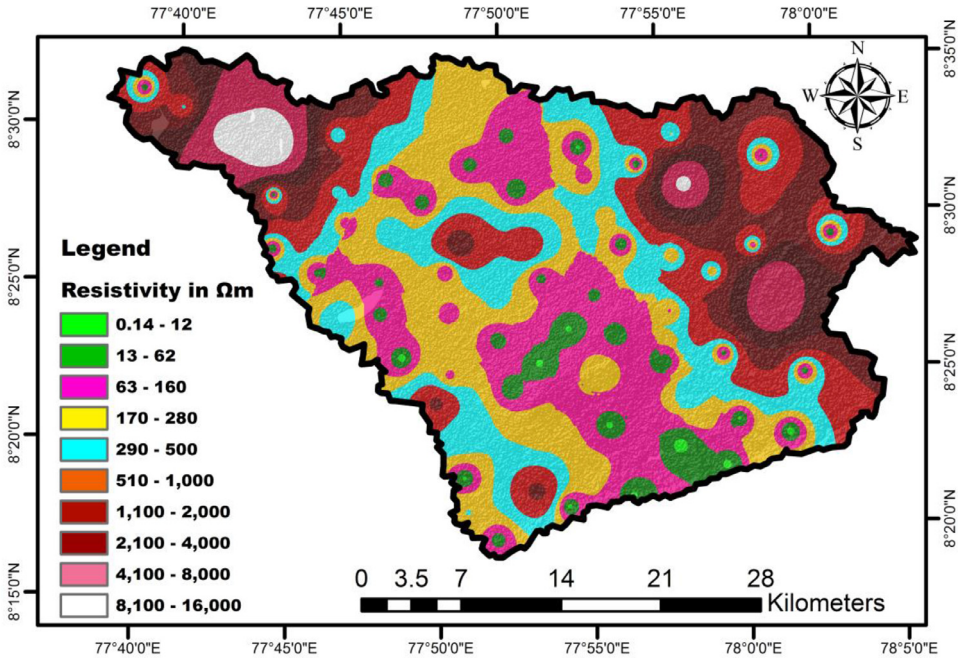 77°40'0"E 77°45'0"E 77°50'0"E 77°55'0"E 78°0'0"E
8°35'0"N
8°30'0"N
8°25'0"N
8°20'0"N
8°30'0"N
8°25'0"N
8°20'0"N
8°15'0"N
N
W E
S
Legend
Resistivity in Ωm
0.14 - 12
13 - 62
63 - 160
170 - 280
290 - 500
510 - 1,000
1,100 - 2,000
2,100 - 4,000
4,100 - 8,000
8,100 - 16,000
0 3.5 7 14 21 28
Kilometers
77°40'0"E 77°45'0"E 77°50'0"E 77°55'0"E 78°0'0"E 78°5'0"E